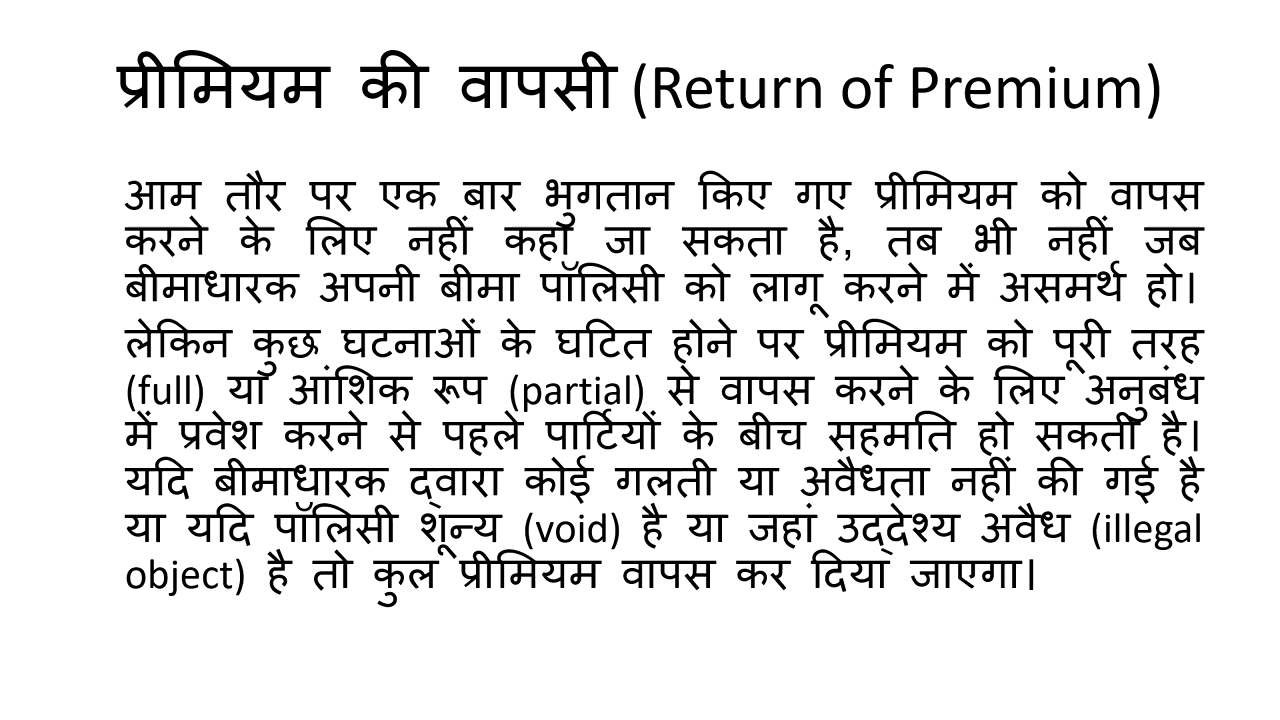 प्रीमियम की वापसी (Return of Premium)
आम तौर पर एक बार भुगतान किए गए प्रीमियम को वापस
करने के लिए नहीं कहा जा सकता है, तब भी नहीं जब
बीमाधारक अपनी बीमा पॉलिसी को लागू करने में असमर्थ हो।
लेकिन कुछ घटनाओं के घटित होने पर प्रीमियम को पूरी तरह
(full) या आंशिक रूप (partial) से वापस करने के लिए अनुबंध
में प्रवेश करने से पहले पार्टियों के बीच सहमति हो सकती है।
यदि बीमाधारक द्वारा कोई गलती या अवैधता नहीं की गई है
या यदि पॉलिसी शून्य (void) है या जहां उद्देश्य अवैध (illegal
object) है तो कुल प्रीमियम वापस कर दिया जाएगा।